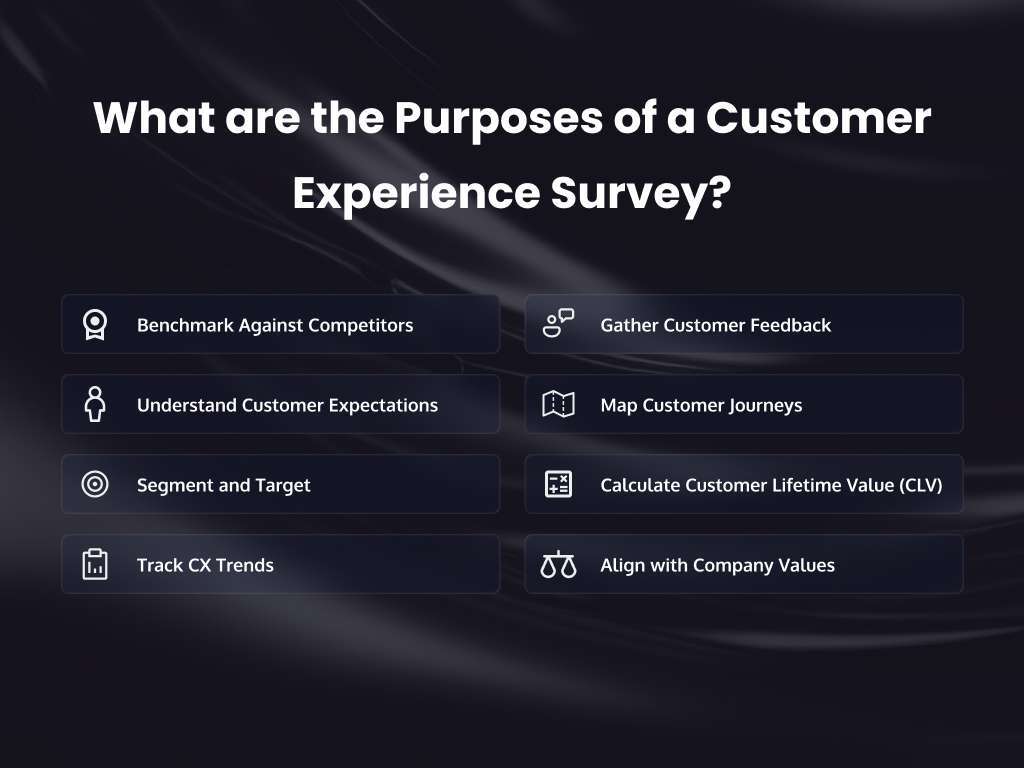 What are the Purposes of a Customer
Experience Survey?
Benchmark Against Competitors
Gather Customer Feedback
Understand Customer Expectations
Map Customer Journeys
Segment and Target
Calculate Customer Lifetime Value (CLV)
Track CX Trends
Align with Company Values